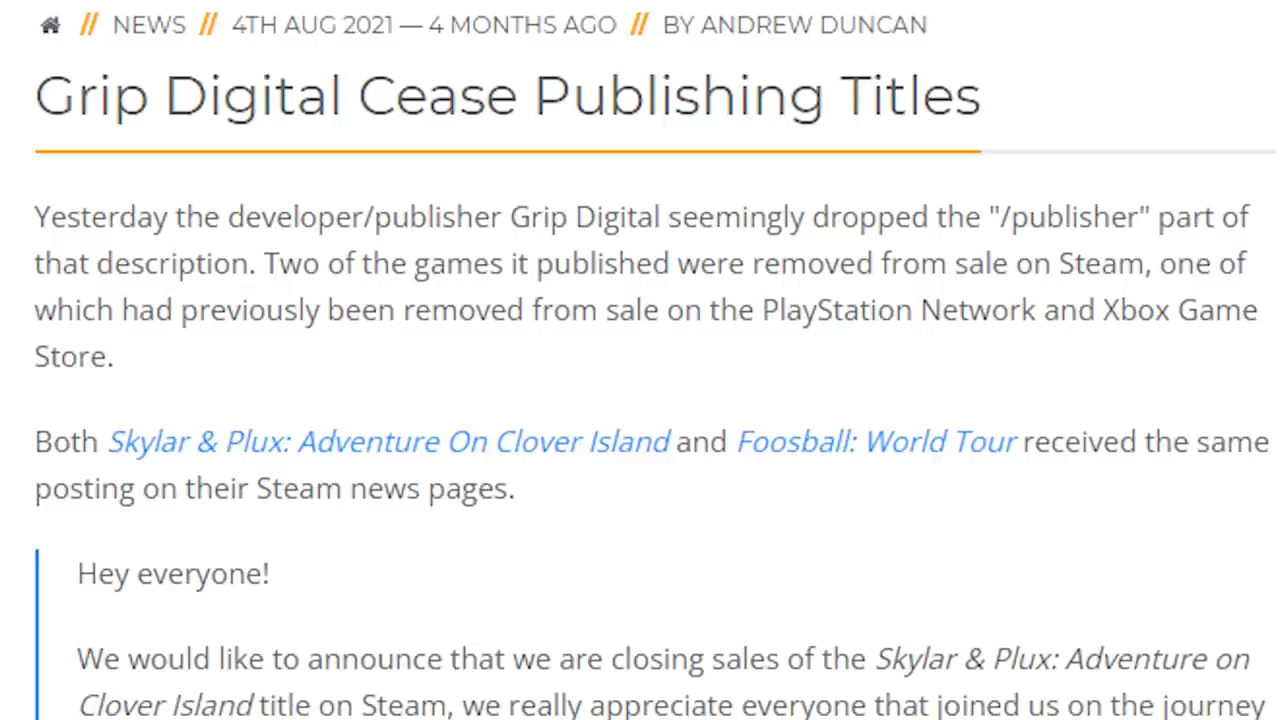 // NEWS // 4TH AUG 2021 — 4 MONTHS AGO // BY ANDREW DUNCAN
Grip Digital Cease Publishing Titles
Yesterday the developer/publisher Grip Digital seemingly dropped the "/publisher" part of
that description. Two of the games it published were removed from sale on Steam, one of
which had previously been removed from sale on the PlayStation Network and Xbox Game
Store.
Both Skylar & Plux: Adventure On Clover Island and Foosball: World Tour received the same
posting on their Steam news pages.
Hey everyone!
We would like to announce that we are closing sales of the Skylar & Plux: Adventure on
Clover Island title on Steam, we really appreciate everyone that joined us on the journey